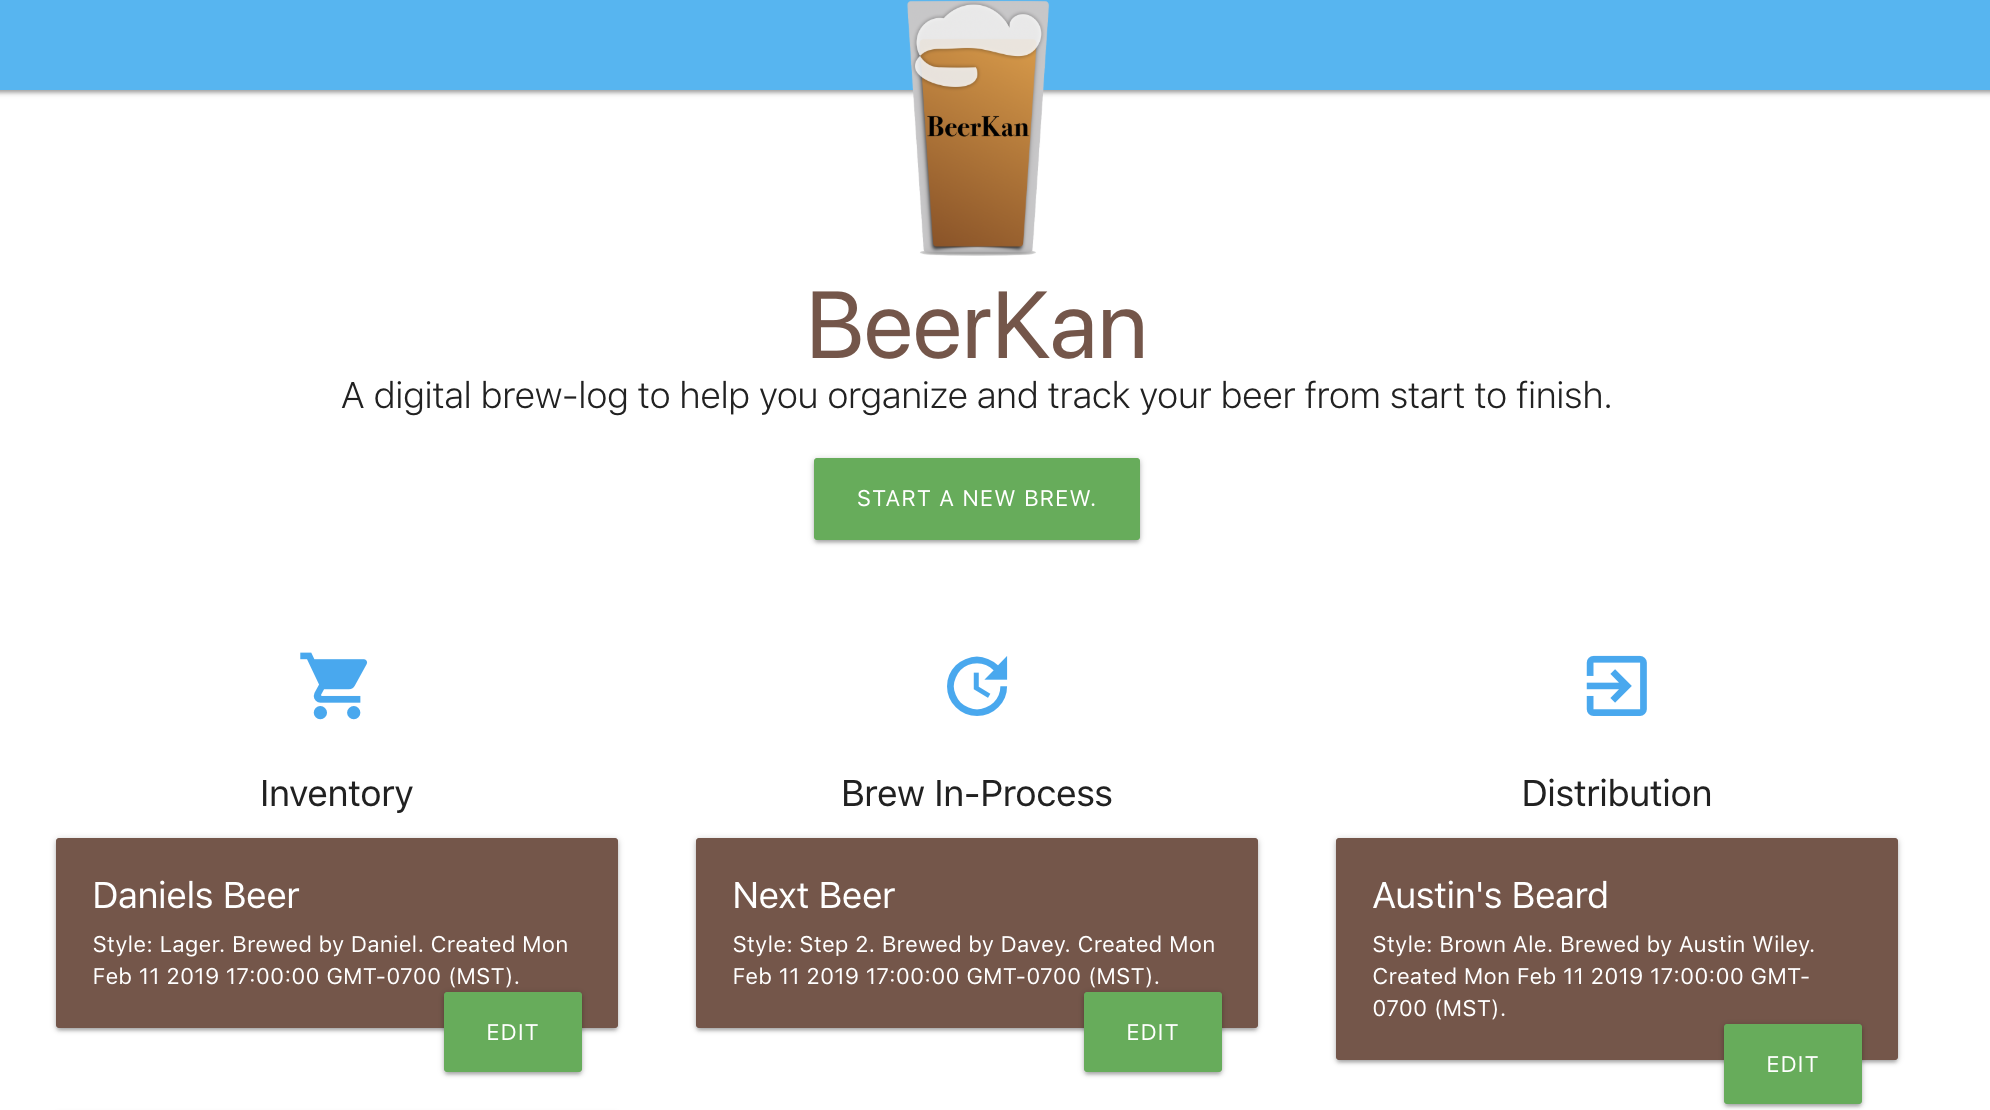 BeerKan
BeerKan
A digital brew-log to help you organize and track your beer from start to finish.
START A NEW BREW.
Inventory
Daniels Beer
Style: Lager. Brewed by Daniel. Created Mon
Feb 11 2019 17:00:00 GMT-0700 (MST).
EDIT
Brew In-Process
Next Beer
Style: Step 2. Brewed by Davey. Created Mon
Feb 11 2019 17:00:00 GMT-0700 (MST).
EDIT
Distribution
Austin's Beard
Style: Brown Ale. Brewed by Austin Wiley.
Created Mon Feb 11 2019 17:00:00 GMT-
0700 (MST).
EDIT